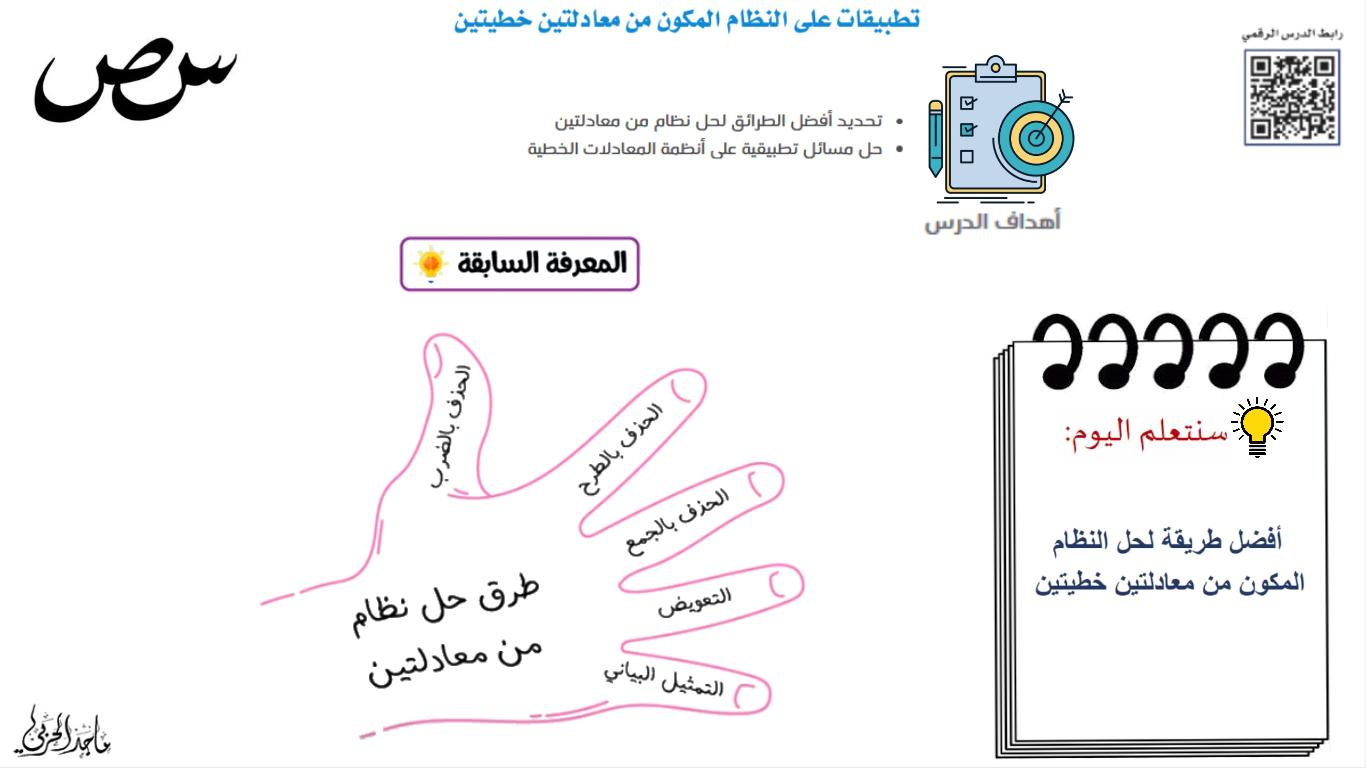 تطبيقات على النظام المكون من معادلتين خطيتين
رابط الدرس الرقمي
س ص
تحديد أفضل الطرائق لحل نظام من معادلتين
حل مسائل تطبيقية على أنظمة المعادلات الخطية
أهداف الدرس
المعرفة السابقة
سنتعلم اليوم:
أفضل طريقة لحل النظام
المكون من معادلتين خطيتين
الحذف بالضرب
الحذف بالطرح
الحذف بالجمع
التعويض
التمثيل البياني
طرق حل نظام
من معادلتين
ماجد الحربي